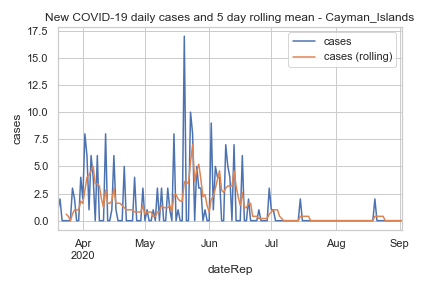 New COVID-19 daily cases and 5 day rolling mean - Cayman_Islands
17.5
15.0
12.5
10.0
7.5
5.0
2.5
0.0
cases
cases
cases (rolling)
Apr
2020
May
Jun
Jul
Aug
Sep
dateRep